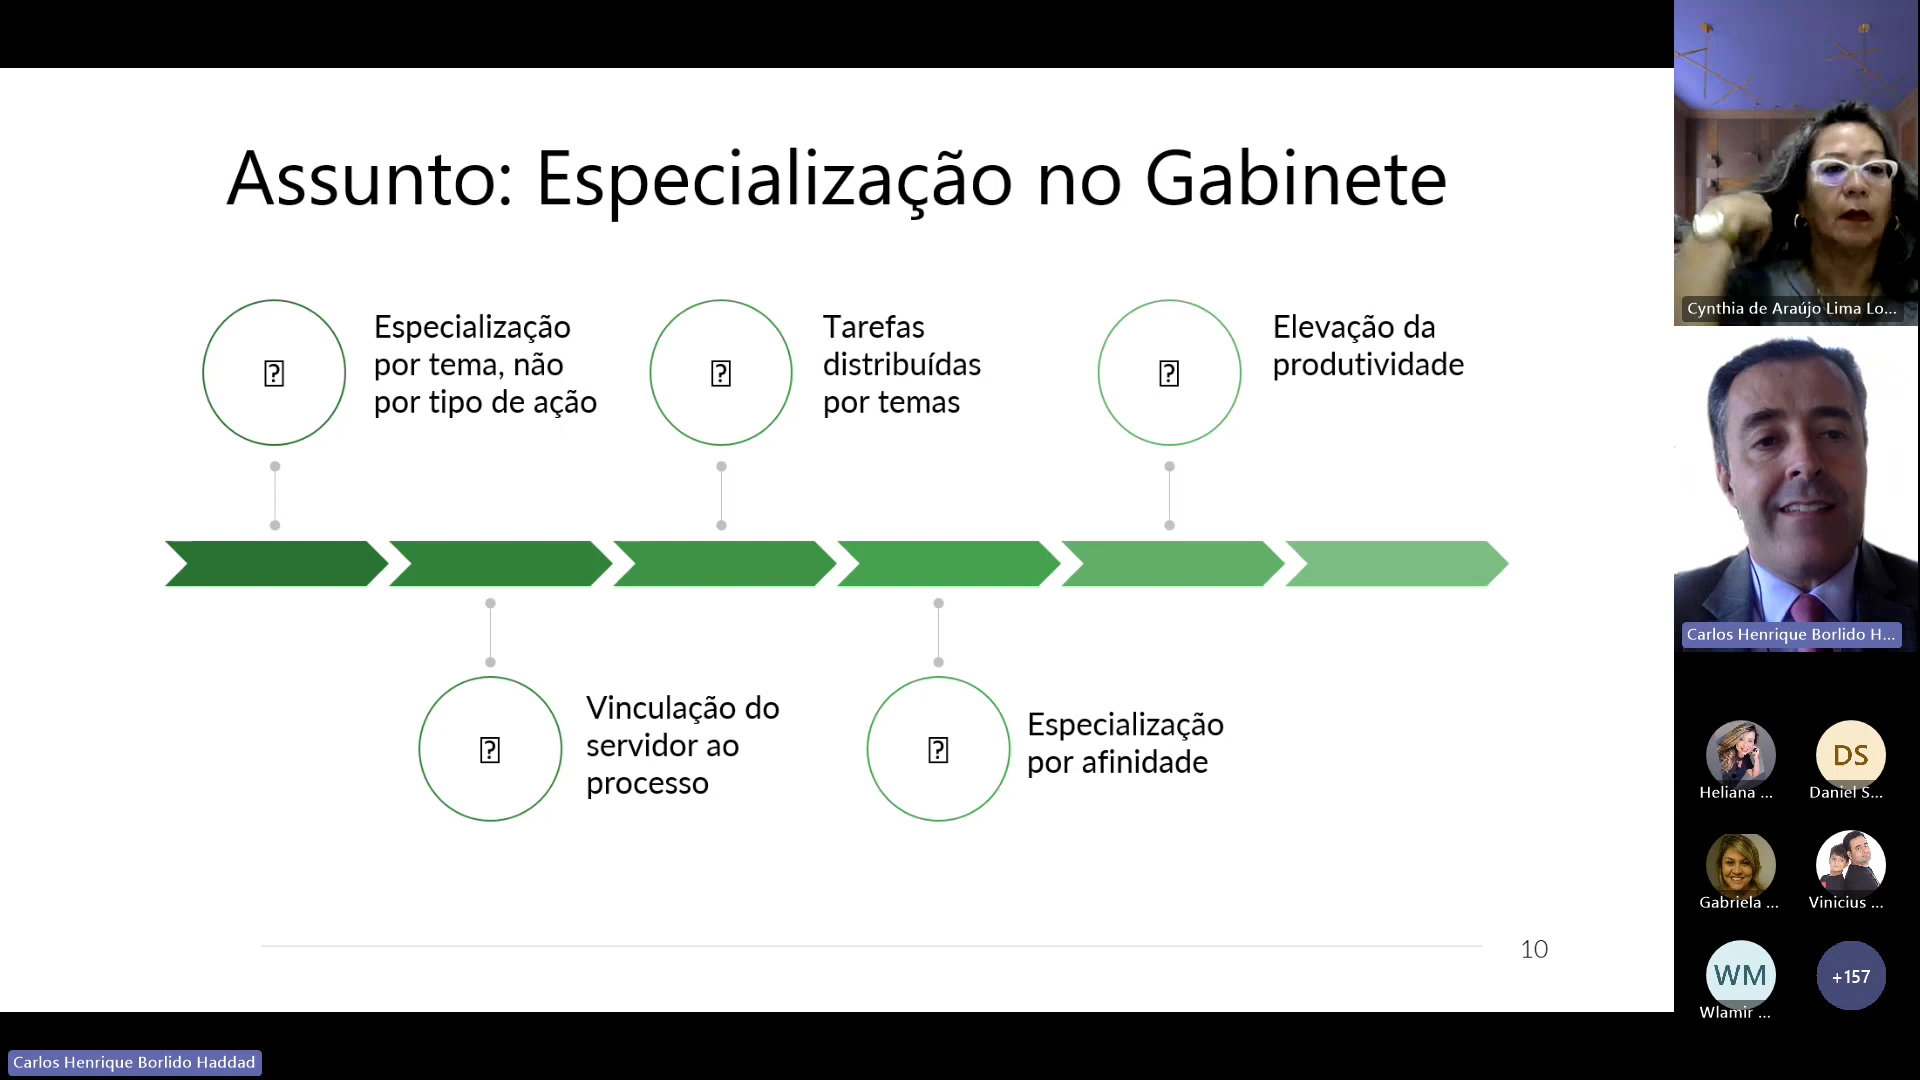 Assunto: Especialização no Gabinete
Especialização
por tema, não
por tipo de ação
Tarefas
distribuídas
por temas
Elevação da
produtividade
Vinculação do
servidor ao
processo
Especialização
por afinidade
10
Cynthia de Araújo Lima Lo...
Carlos Henrique Borlido H...
Heliana ...
DS
Daniel S...
Gabriela ...
Vinicius ...
WM
Wlamir ...
+157
Carlos Henrique Borlido Haddad